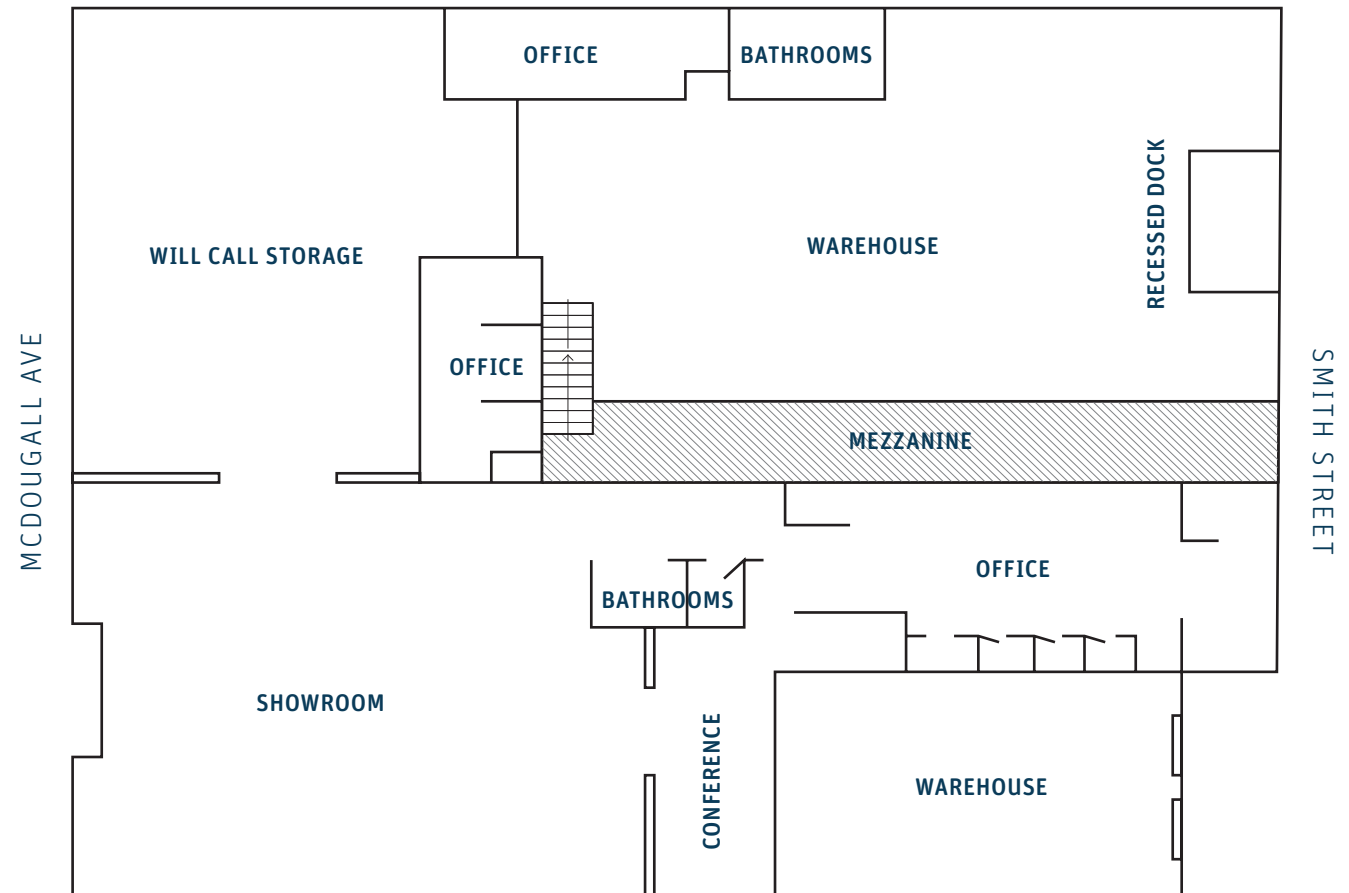 OFFICE
BATHROOMS
RECESSED DOCK
WILL CALL STORAGE
WAREHOUSE
MCDOUGALL AVE
OFFICE
SMITH STREET
MEZZANINE
OFFICE
BATHROOMS
SHOWROOM
CONFERENCE
WAREHOUSE